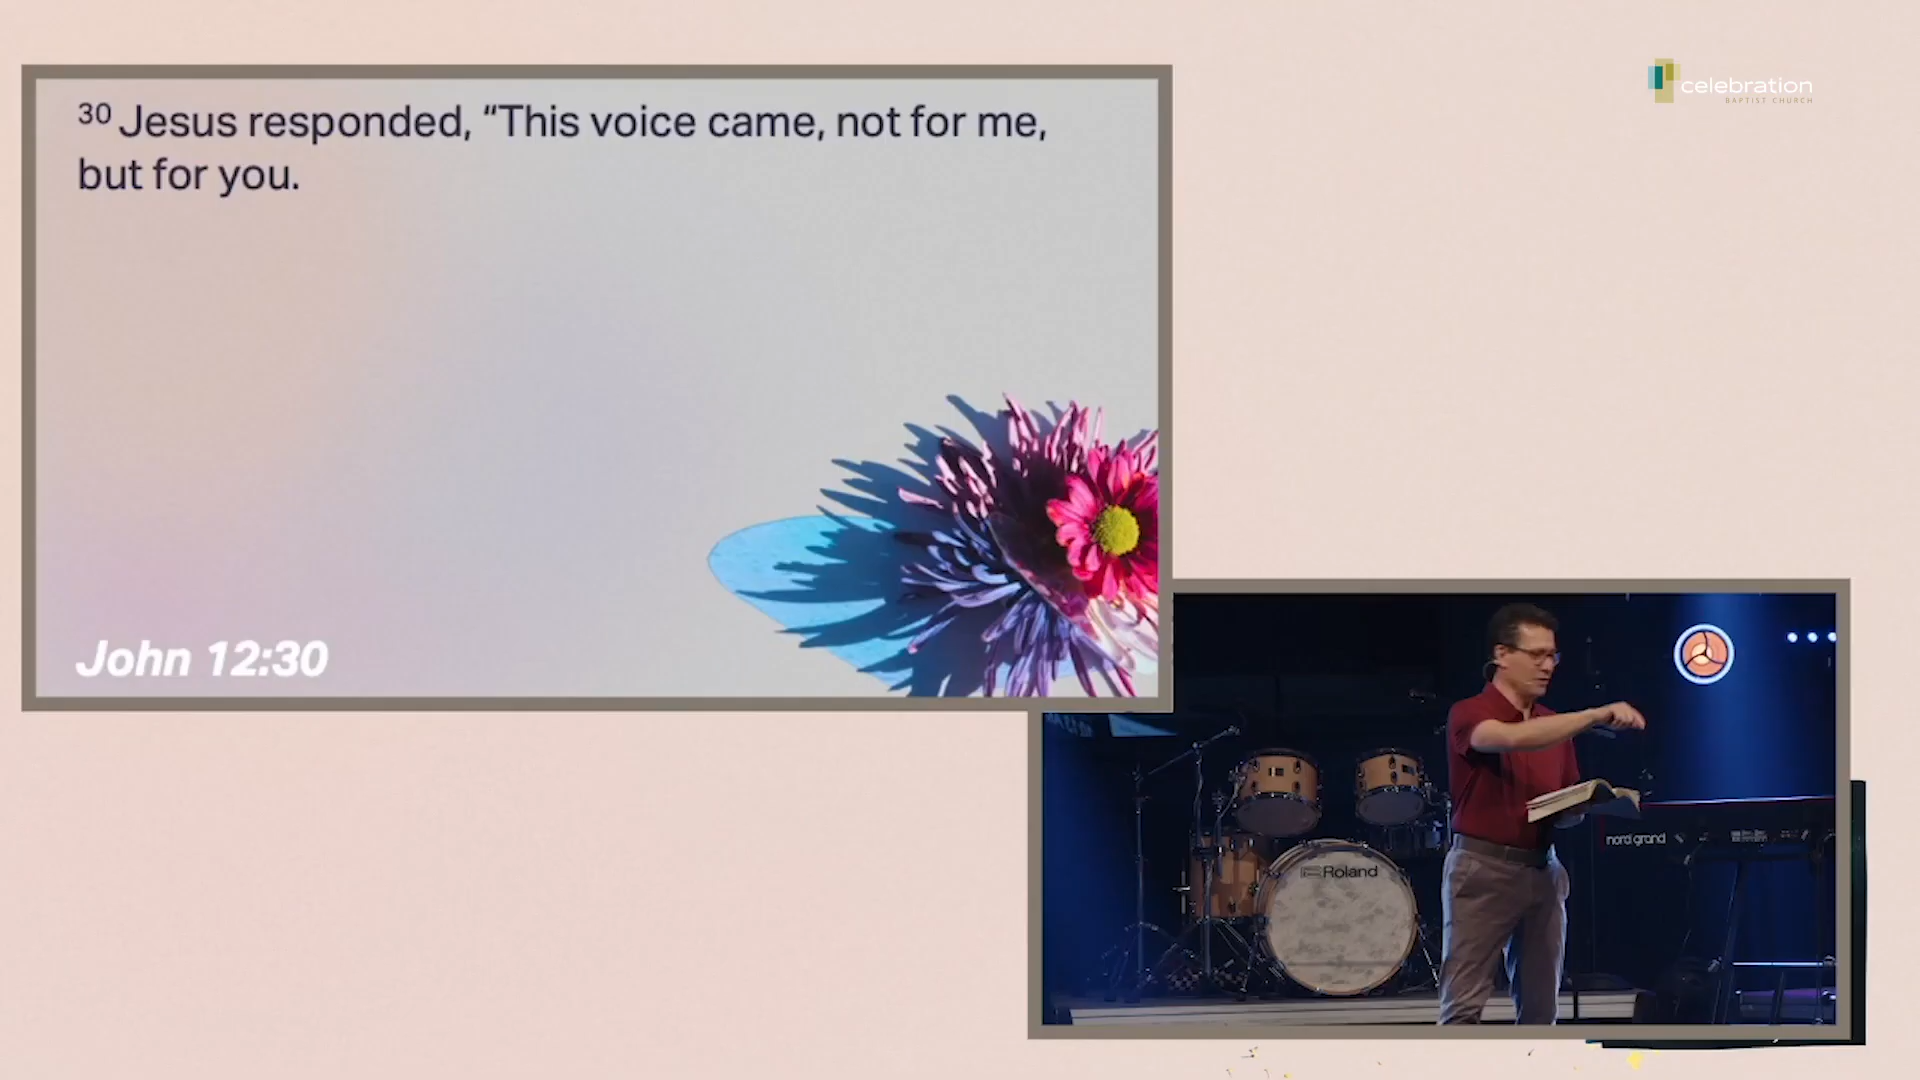 30 Jesus responded, “This voice came, not for me,
but for you.
John 12:30
celebration
BAPTIST CHURCH
Roland
nord grand